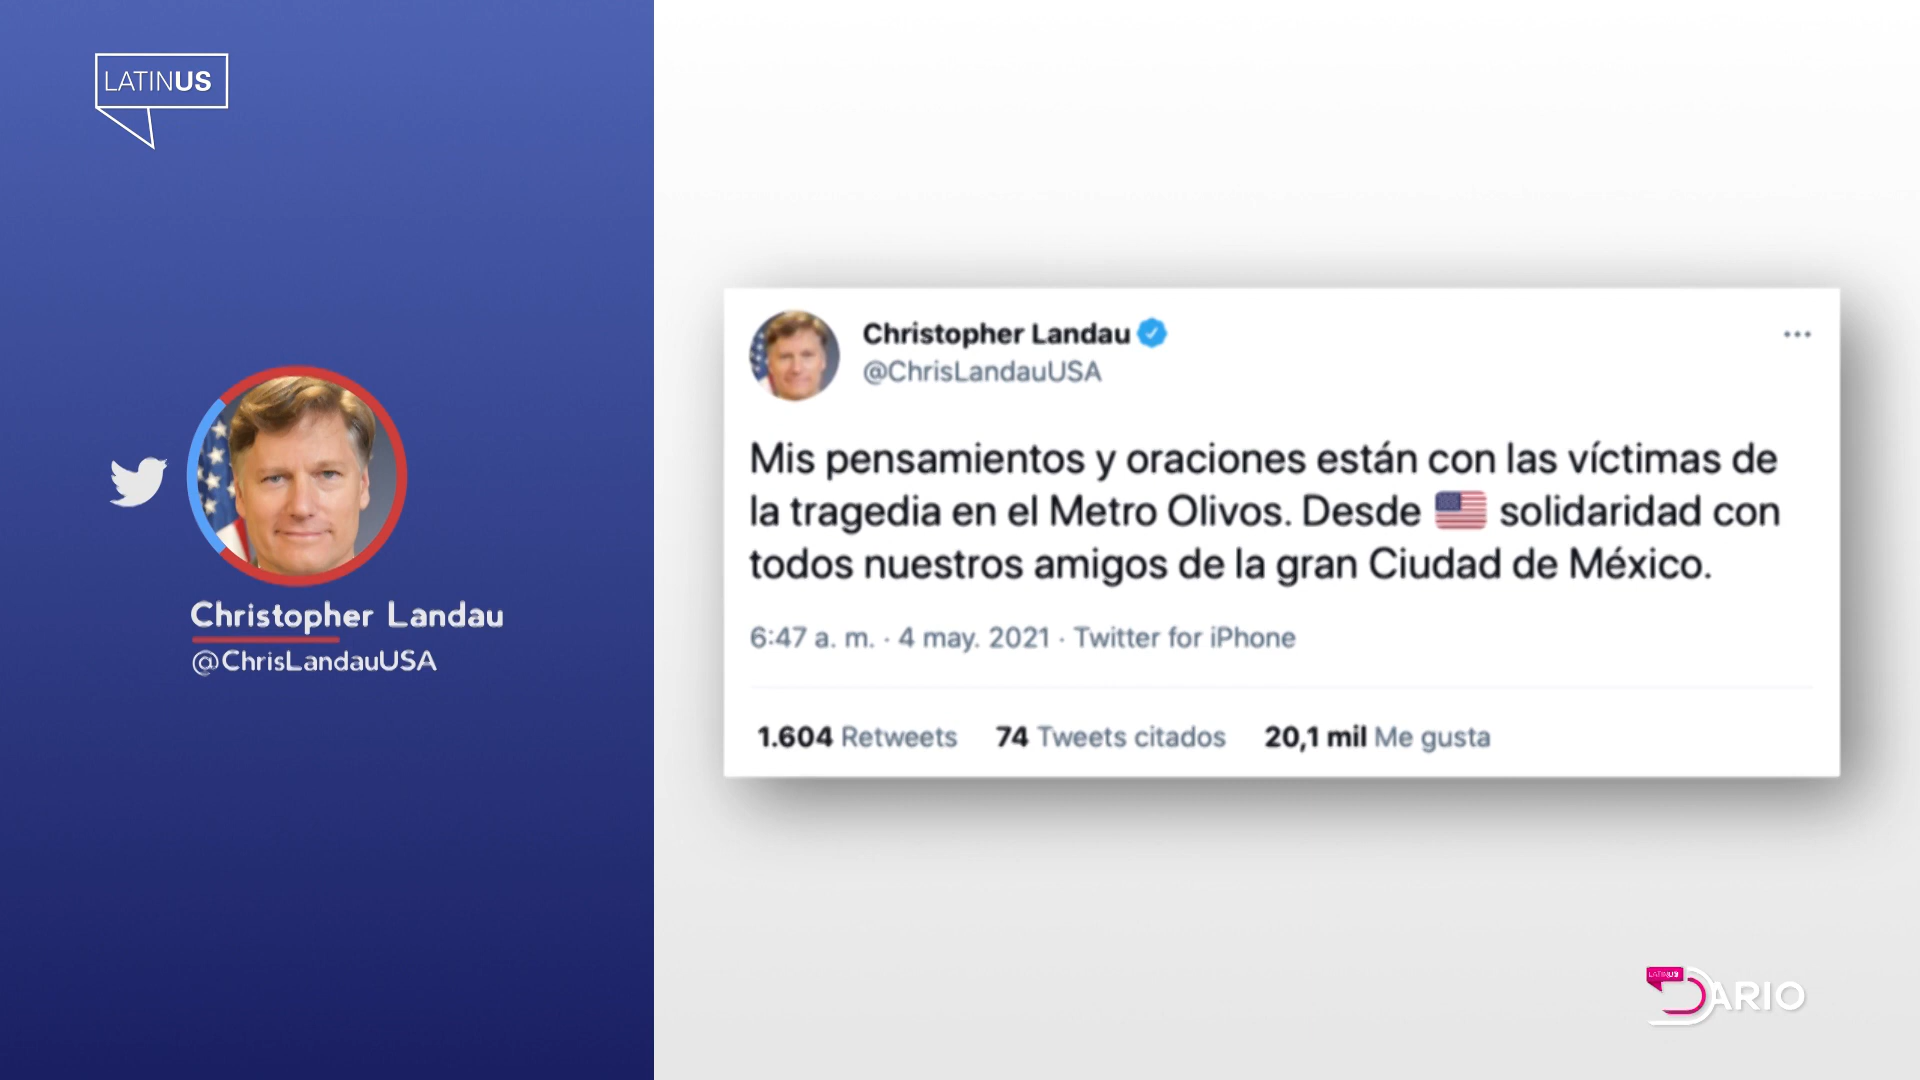 LATINUS
Christopher Landau
@ChrisLandauUSA
Christopher Landau
@ChrisLandauUSA
Mis pensamientos y oraciones están con las víctimas de
la tragedia en el Metro Olivos. Desde 🇺🇸 solidaridad con
todos nuestros amigos de la gran Ciudad de México.
6:47 a. m. · 4 may. 2021 · Twitter for iPhone
1.604 Retweets 74 Tweets citados 20,1 mil Me gusta
LATINUS
DARIO